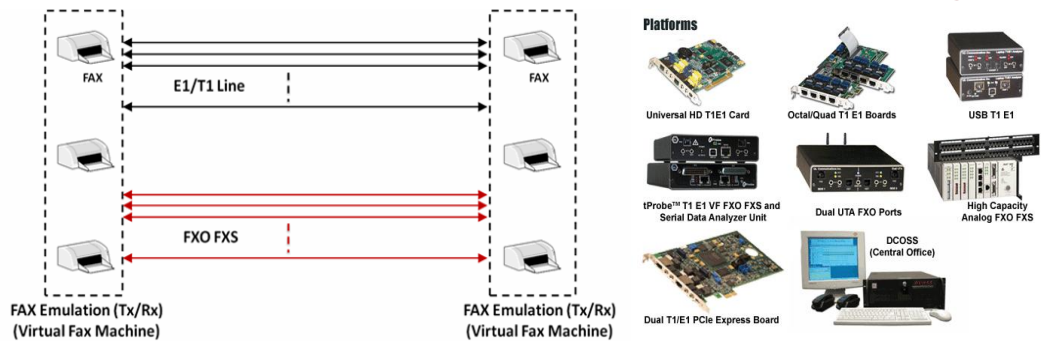 FAX
FAX
E1/T1 Line
FXO FXS
FAX Emulation (Tx/Rx)
(Virtual Fax Machine)
FAX Emulation (Tx/Rx)
(Virtual Fax Machine)
Platforms
Universal HD T1E1 Card
Octal/Quad T1 E1 Boards
USB T1 E1
tProbe™ T1 E1 VF FXO FXS and
Serial Data Analyzer Unit
Dual UTA FXO Ports
High Capacity
Analog FXO FXS
Dual T1/E1 PCIe Express Board
DCOSS
(Central Office)